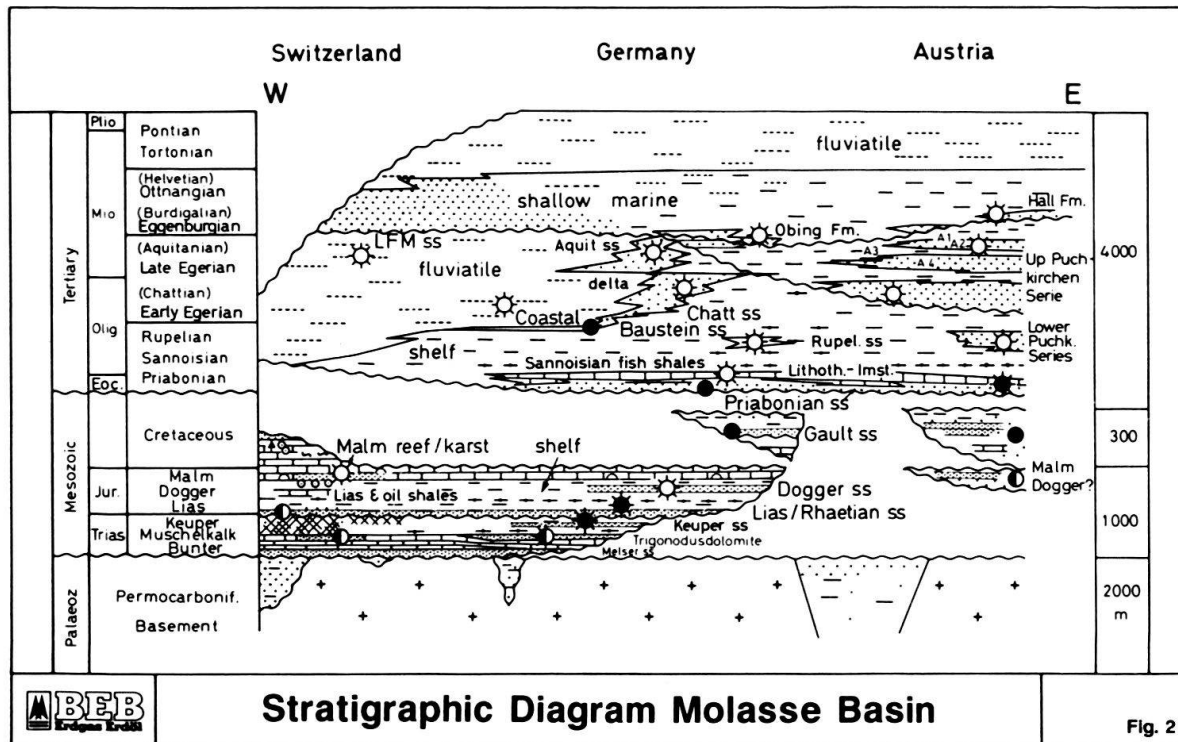 Switzerland Germany Austria
W E
Tertiary
Mesozoic
Palaeoz
Plio
Mio
Olig
Eoc.
Jur.
Trias
Pontian
Tortonian
(Helvetian)
Ottnangian
(Burdigalian)
Eggenburgian
(Aquitanian)
Late Egerian
(Chattian)
Early Egerian
Rupelian
Sannoisian
Priabonian
Cretaceous
Malm
Dogger
Lias
Keuper
Muschelkalk
Bunter
Permocarbonif.
Basement
fluviatile
shallow marine
Hall Fm.
Obing Fm.
LFM ss
Aquit ss
A1
A2
A3
A4
fluviatile
Up Puch-
kirchen
Serie
delta
Chatt ss
Coastal
Baustein ss
shelf
Rupel. ss
Lower
Puchk.
Series
Sannoisian fish shales
Lithoth.-lmst.
Priabonian ss
Gault ss
Malm reef/karst
shelf
Malm
Dogger?
Lias & oil shales
Dogger ss
Lias/Rhaetian ss
Keuper ss
Trigonodusdolomite
Melser ss
4000
300
1000
2000
m
BEB
Erdgas Erdöl
Stratigraphic Diagram Molasse Basin
Fig. 2